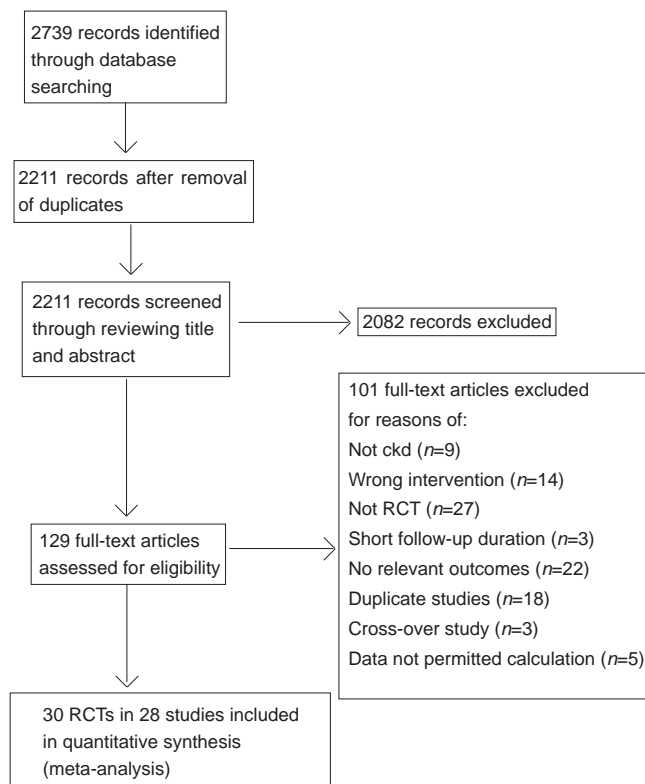 2739 records identified
through database
searching
2211 records after removal
of duplicates
2211 records screened
through reviewing title
and abstract
2082 records excluded
101 full-text articles excluded
for reasons of:
Not ckd (n=9)
Wrong intervention (n=14)
Not RCT (n=27)
Short follow-up duration (n=3)
No relevant outcomes (n=22)
Duplicate studies (n=18)
Cross-over study (n=3)
Data not permitted calculation (n=5)
129 full-text articles
assessed for eligibility
30 RCTs in 28 studies included
in quantitative synthesis
(meta-analysis)